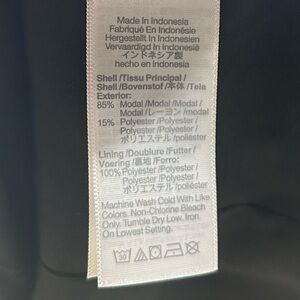 Made In Indonesia
Fabriqué En Indonésie
Hergestellt In Indonesien
Vervaardigd In Indonesië
インドネシア製
hecho en indonesia
Shell /Tissu Principal /
Shell /Bovenstof /本体 /Tela
Exterior:
85% Modal /Modal /Modal /
Modal /レーヨン /modal
15% Polyester /Polyester /
Polyester /Polyester /
ポリエステル /poliéster
Lining /Doublure /Futter /
Voering /裏地 /Forro:
100% Polyester /Polyester /
Polyester /Polyester /
ポリエステル /poliéster
Machine Wash Cold With Like
Colors. Non-Chlorine Bleach
Only. Tumble Dry Low. Iron
On Lowest Setting.
30